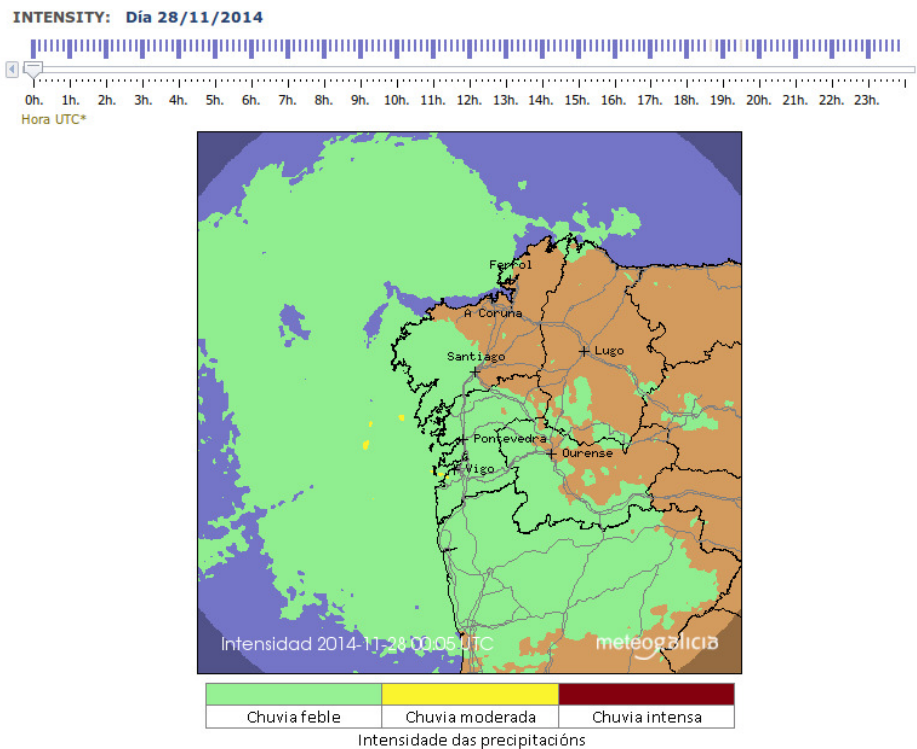 INTENSITY: Día 28/11/2014
0h. 1h. 2h. 3h. 4h. 5h. 6h. 7h. 8h. 9h. 10h. 11h. 12h. 13h. 14h. 15h. 16h. 17h. 18h. 19h. 20h. 21h. 22h. 23h.
Hora UTC*
Ferrol
A Coruna
Santiago
Lugo
Pontevedra
Ourense
Vigo
Intensidad 2014-11-28 00:05 UTC
meteogalicia
Chuvia feble Chuvia moderada Chuvia intensa
Intensidade das precipitacións